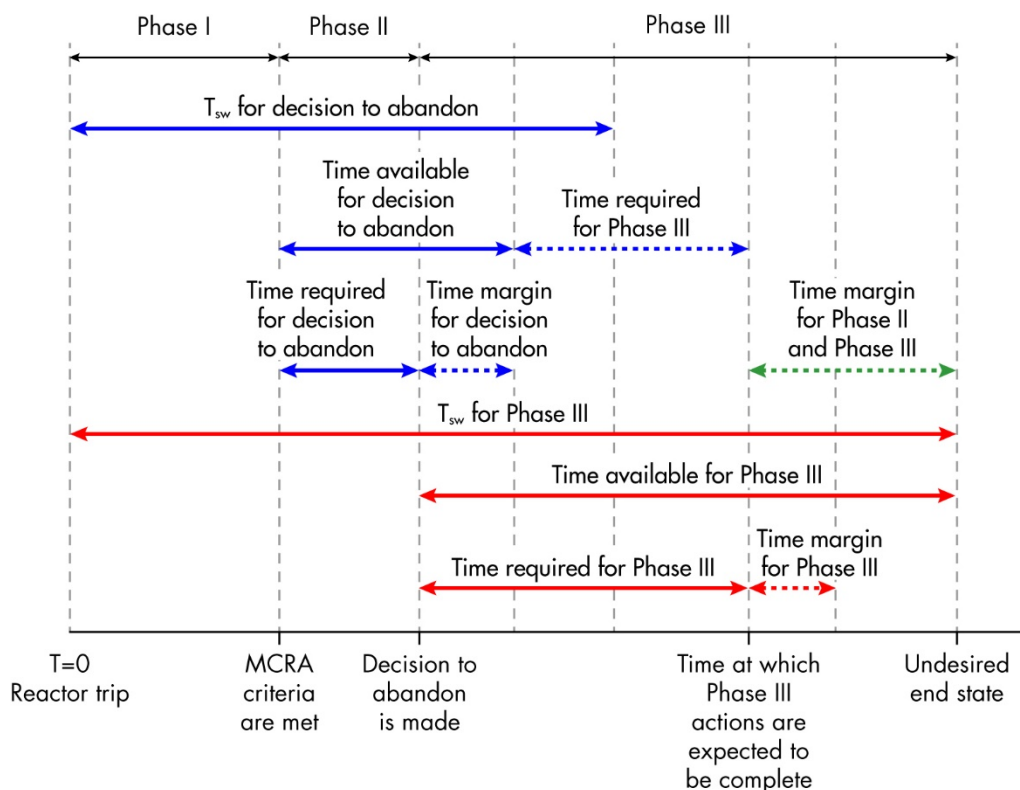 Phase I
Phase II
Phase III
Tsw for decision to abandon
Time available
for decision
to abandon
Time required
for Phase III
Time required
for decision
to abandon
Time margin
for decision
to abandon
Time margin
for Phase II
and Phase III
Tsw for Phase III
Time available for Phase III
Time required for Phase III
Time margin
for Phase III
T=0
Reactor trip
MCRA
criteria
are met
Decision to
abandon
is made
Time at which
Phase III
actions are
expected to
be complete
Undesired
end state